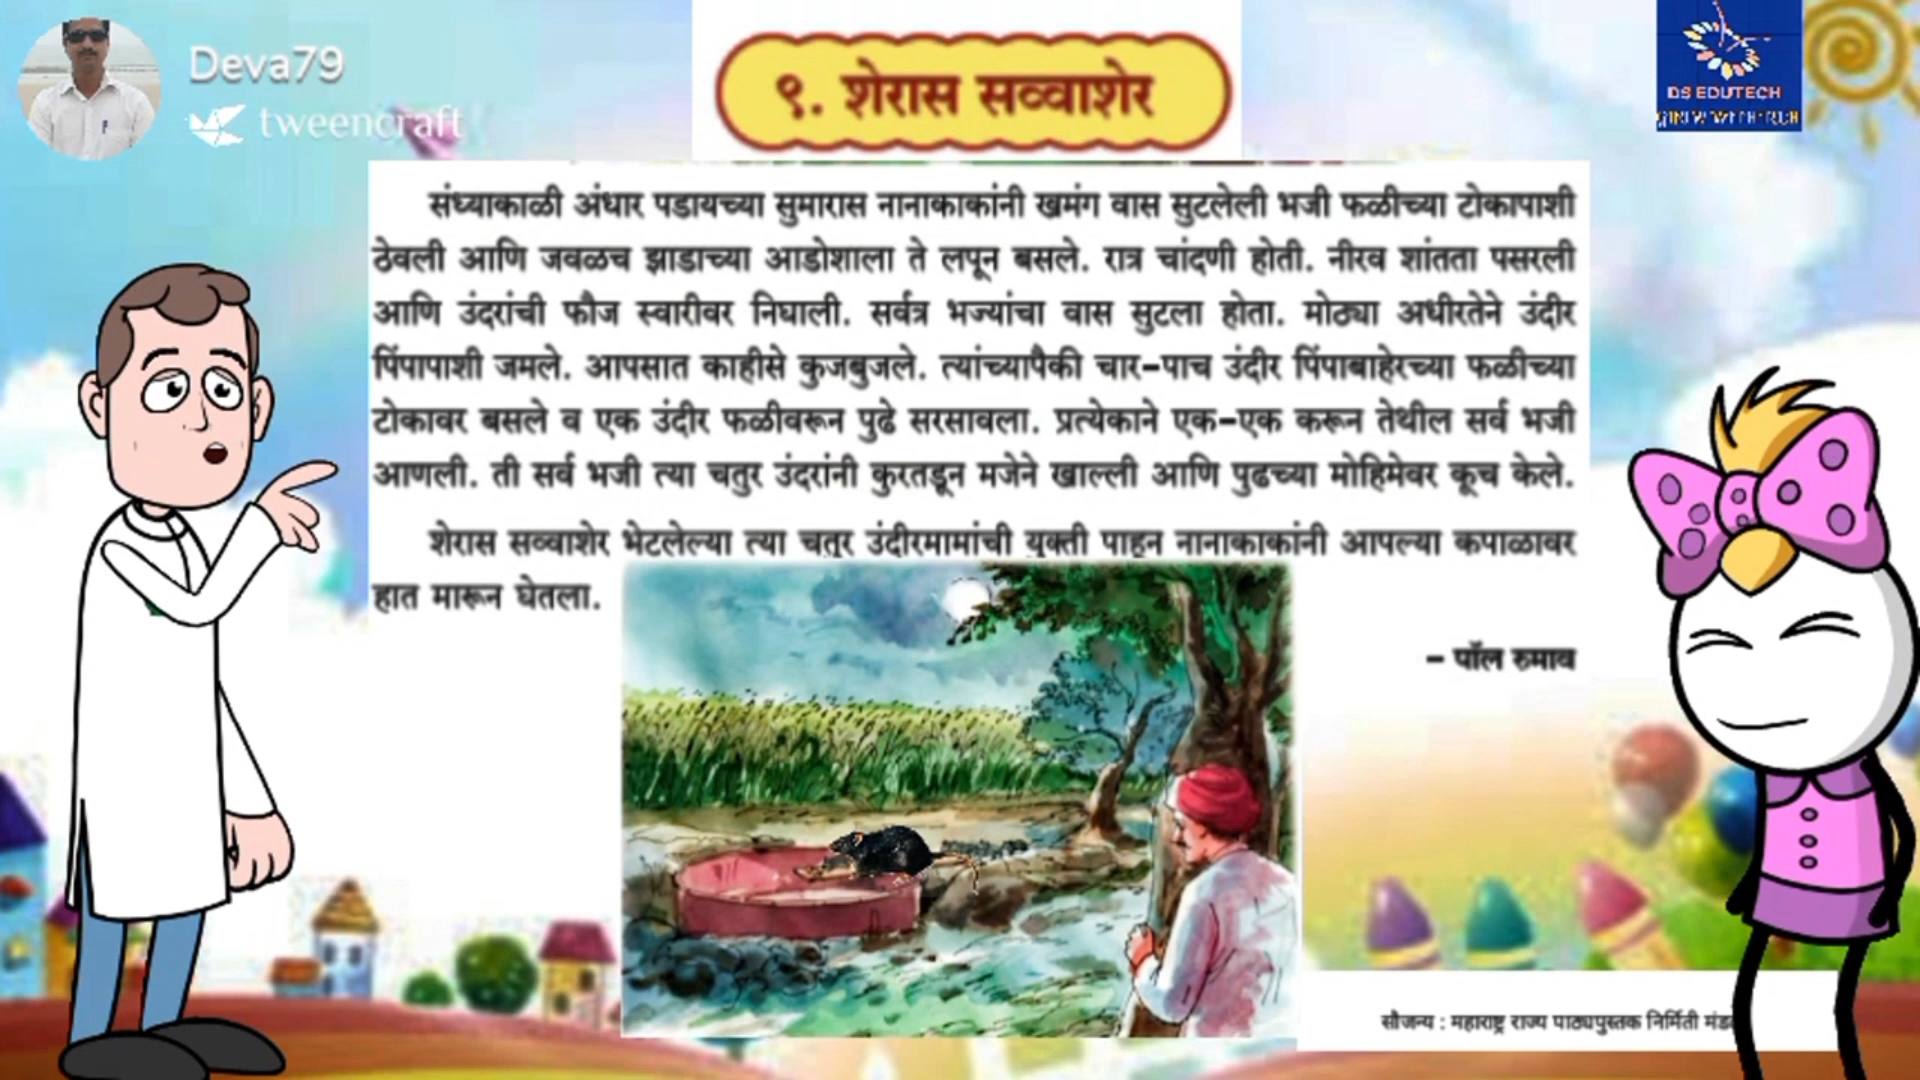 Deva79
tweencraft
९. शेरास सव्वाशेर
DS EDUTECH
संध्याकाळी अंधार पडायच्या सुमारास नानाकाकांनी खमंग वास सुटलेली भजी फळीच्या टोकापाशी
ठेवली आणि जवळच झाडाच्या आडोशाला ते लपून बसले. रात्र चांदणी होती. नीरव शांतता पसरली
आणि उंदरांची फौज स्वारीवर निघाली. सर्वत्र भज्यांचा वास सुटला होता. मोठ्या अधीरतेने उंदीर
पिंपापाशी जमले. आपसात काहीसे कुजबुजले. त्यांच्यापैकी चार-पाच उंदीर पिंपाबाहेरच्या फळीच्या
टोकावर बसले व एक उंदीर फळीवरून पुढे सरसावला. प्रत्येकाने एक-एक करून तेथील सर्व भजी
आणली. ती सर्व भजी त्या चतुर उंदरांनी कुरतडून मजेने खाल्ली आणि पुढच्या मोहिमेवर कूच केले.
शेरास सव्वाशेर भेटलेल्या त्या चतुर उंदीरमामांची युक्ती पाहून नानाकाकांनी आपल्या कपाळावर
हात मारून घेतला.
- पॉल रुमाव
सौजन्य : महाराष्ट्र राज्य पाठ्यपुस्तक निर्मिती